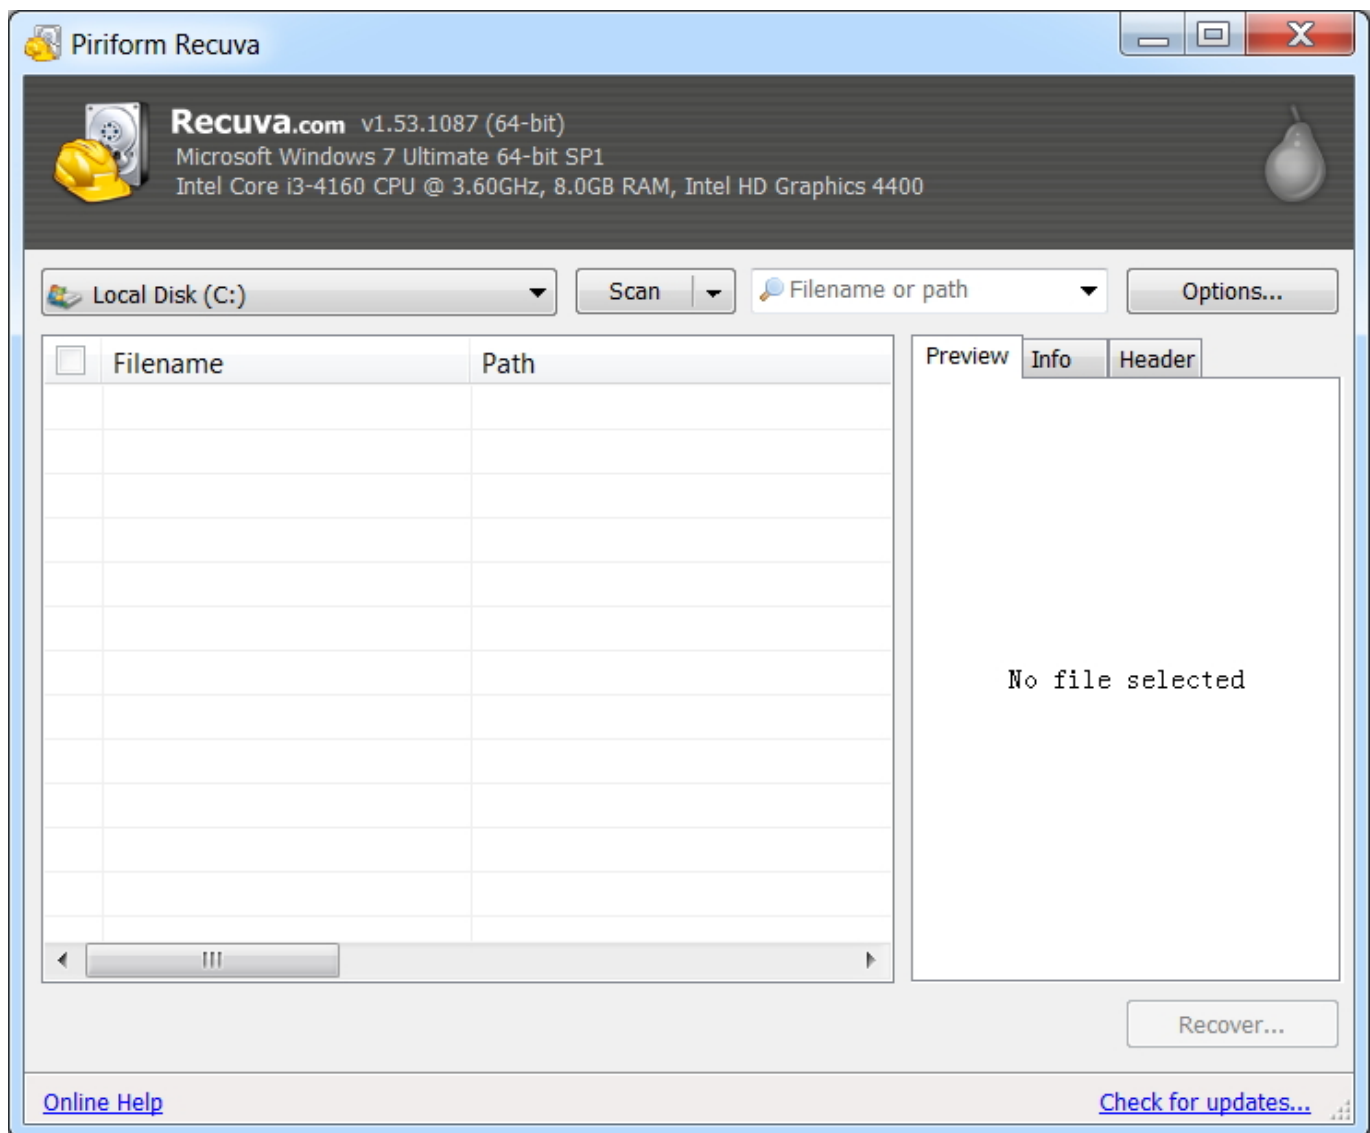 Piriform Recuva
Recuva.com v1.53.1087 (64-bit)
Microsoft Windows 7 Ultimate 64-bit SP1
Intel Core i3-4160 CPU @ 3.60GHz, 8.0GB RAM, Intel HD Graphics 4400
Local Disk (C:) Scan Filename or path Options...
Filename Path Preview Info Header
No file selected
Recover...
Online Help Check for updates...